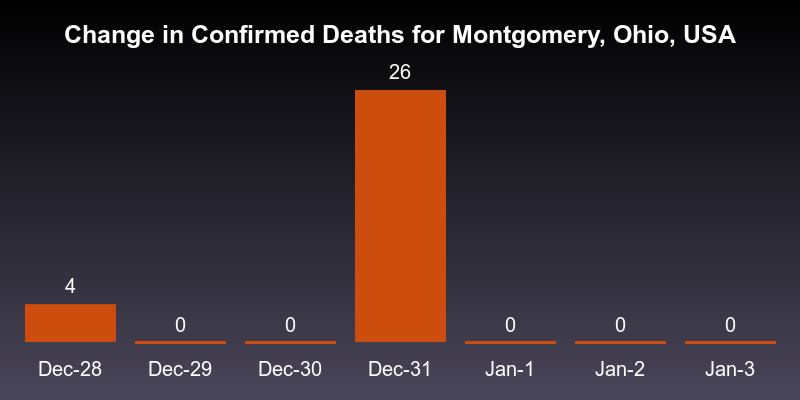 Change in Confirmed Deaths for Montgomery, Ohio, USA
26
4
0
0
0
0
0
Dec-28
Dec-29
Dec-30
Dec-31
Jan-1
Jan-2
Jan-3